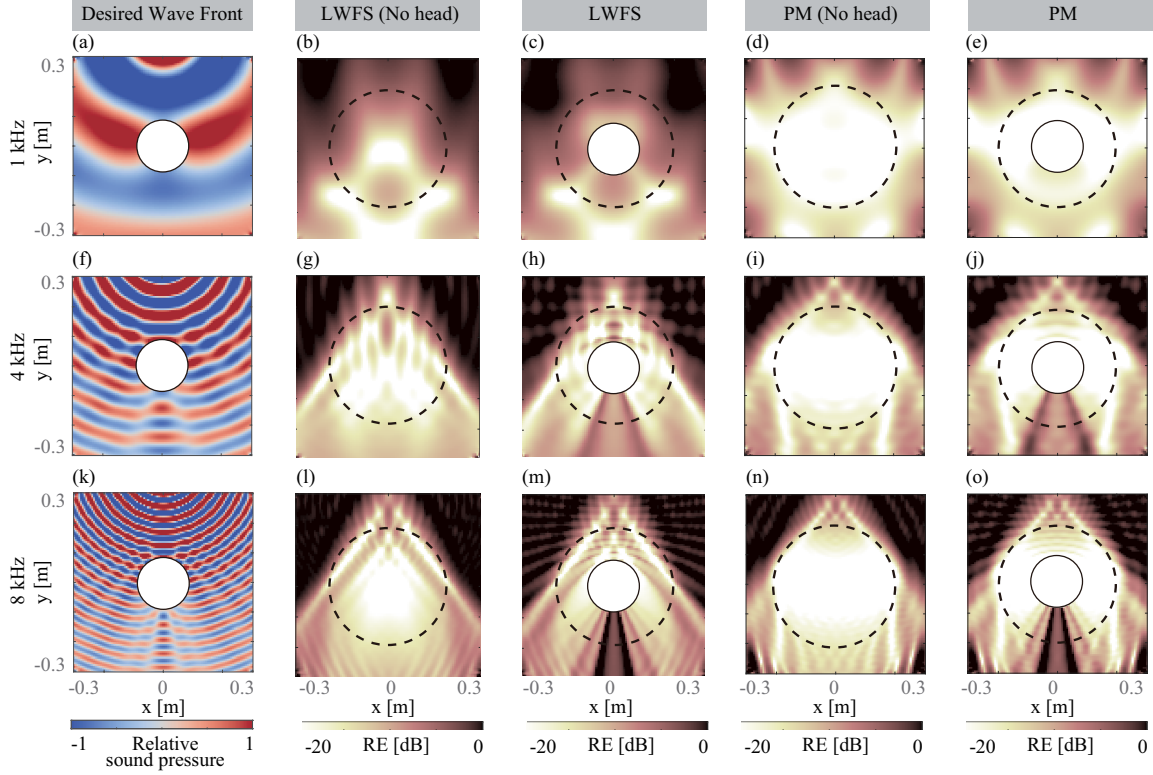 Desired Wave Front LWFS (No head) LWFS PM (No head) PM
(a) (b) (c) (d) (e)
0.3
1 kHz
y [m]
-0.3
(f) (g) (h) (i) (j)
0.3
4 kHz
y [m]
-0.3
(k) (l) (m) (n) (o)
0.3
8 kHz
y [m]
-0.3
-0.3 0 0.3 -0.3 0 0.3 -0.3 0 0.3 -0.3 0 0.3 -0.3 0 0.3
x [m] x [m] x [m] x [m] x [m]
-1 Relative 1 -20 RE [dB] 0 -20 RE [dB] 0 -20 RE [dB] 0 -20 RE [dB] 0
sound pressure